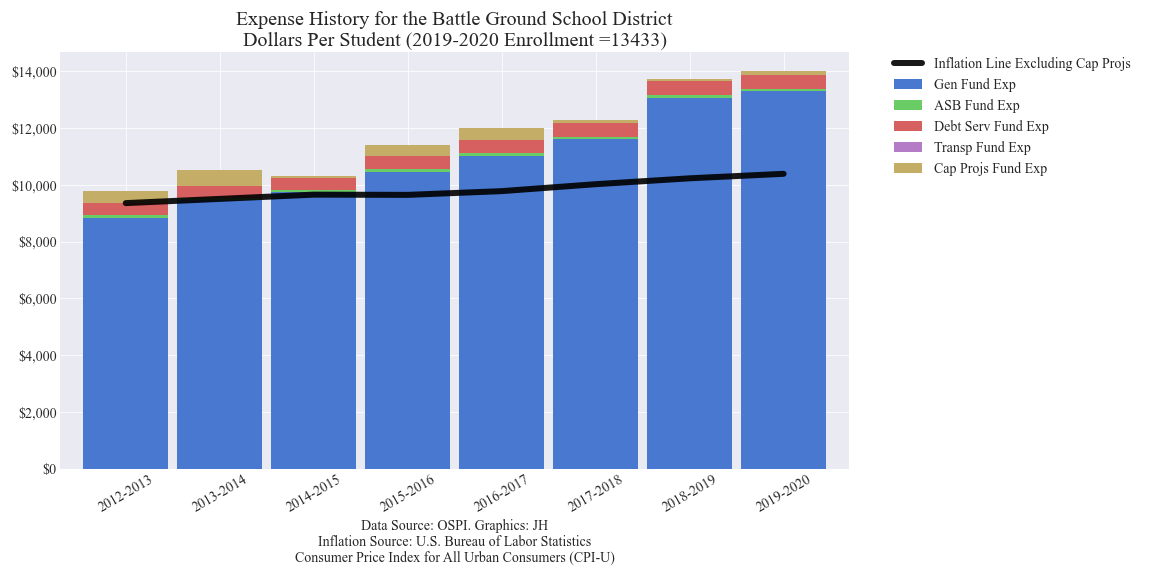 Expense History for the Battle Ground School District
Dollars Per Student (2019-2020 Enrollment =13433)
$14,000
$12,000
$10,000
$8,000
$6,000
$4,000
$2,000
$0
2012-2013
2013-2014
2014-2015
2015-2016
2016-2017
2017-2018
2018-2019
2019-2020
Data Source: OSPI. Graphics: JH
Inflation Source: U.S. Bureau of Labor Statistics
Consumer Price Index for All Urban Consumers (CPI-U)
Inflation Line Excluding Cap Projs
Gen Fund Exp
ASB Fund Exp
Debt Serv Fund Exp
Transp Fund Exp
Cap Projs Fund Exp